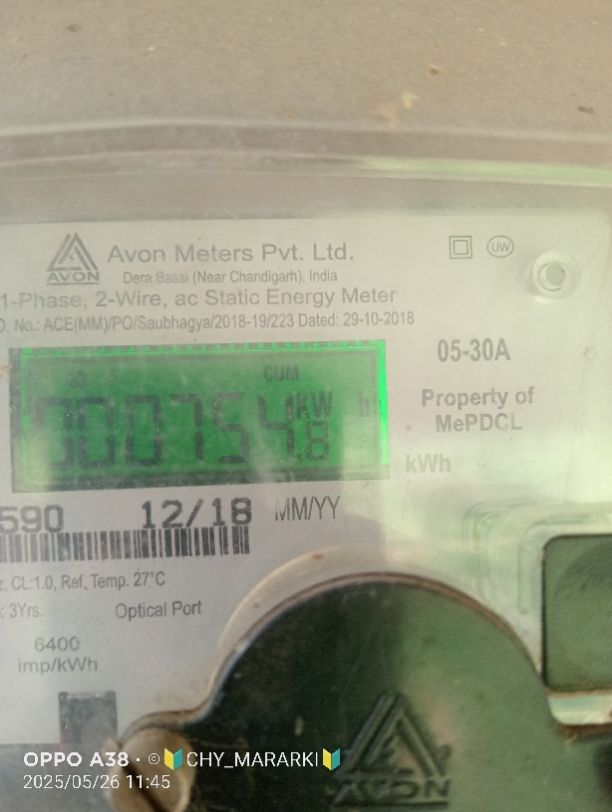 AVON
Avon Meters Pvt. Ltd.
Dera Bassi (Near Chandigarh), India
1-Phase, 2-Wire, ac Static Energy Meter
No.: ACE(MM)/PO/Saubhagya/2018-19/223 Dated: 29-10-2018
UW
05-30A
Property of
MePDCL
CUM
000754.8 kWh
kWh
590 12/18 MM/YY
CL:1.0, Ref, Temp. 27°C
3Yrs. Optical Port
6400
imp/kWh
AVON
OPPO A38 · ©🔰CHY_MARARKI🔰
2025/05/26 11:45